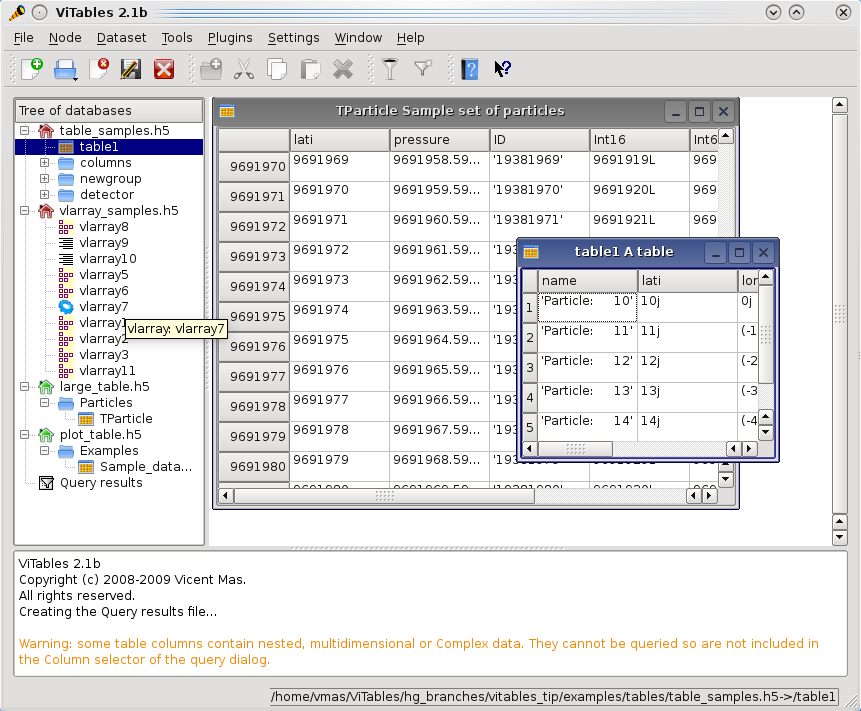 ViTables 2.1b
File Node Dataset Tools Plugins Settings Window Help
Tree of databases
table_samples.h5
table1
columns
newgroup
detector
vlarray_samples.h5
vlarray8
vlarray9
vlarray10
vlarray5
vlarray6
vlarray7
vlarray1
vlarray: vlarray7
vlarray2
vlarray3
vlarray11
large_table.h5
Particles
TParticle
plot_table.h5
Examples
Sample_data...
Query results
TParticle Sample set of particles
lati pressure ID Int16 Int6
9691970 9691969 9691958.59... '19381969' 9691919L 969
9691971 9691970 9691959.59... '19381970' 9691920L 969
9691972 9691971 9691960.59... '19381971' 9691921L 969
9691973 9691972 9691961.59... '193
9691974 9691973 9691962.59... '193
9691975 9691974 9691963.59... '193
9691976 9691975 9691964.59... '193
9691977 9691976 9691965.59... '193
9691978 9691977 9691966.59... '193
9691979 9691978 9691967.59... '193
9691980 9691979 9691968.59...
table1 A table
name lati lor
1 'Particle: 10' 10j 0j
2 'Particle: 11' 11j (-1
3 'Particle: 12' 12j (-2
4 'Particle: 13' 13j (-3
5 'Particle: 14' 14j (-4
ViTables 2.1b
Copyright (c) 2008-2009 Vicent Mas.
All rights reserved.
Creating the Query results file...
Warning: some table columns contain nested, multidimensional or Complex data. They cannot be queried so are not included in
the Column selector of the query dialog.
/home/vmas/ViTables/hg_branches/vitables_tip/examples/tables/table_samples.h5->/table1